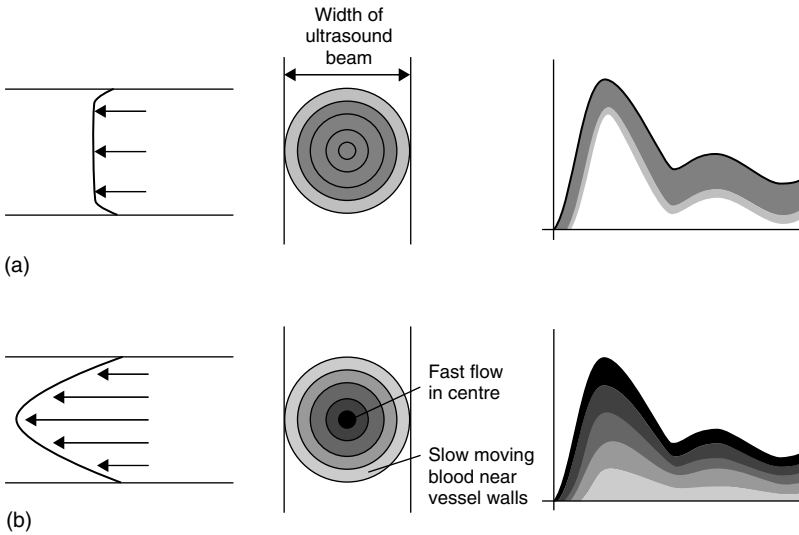 Width of
ultrasound
beam
(a)
Fast flow
in centre
Slow moving
blood near
vessel walls
(b)